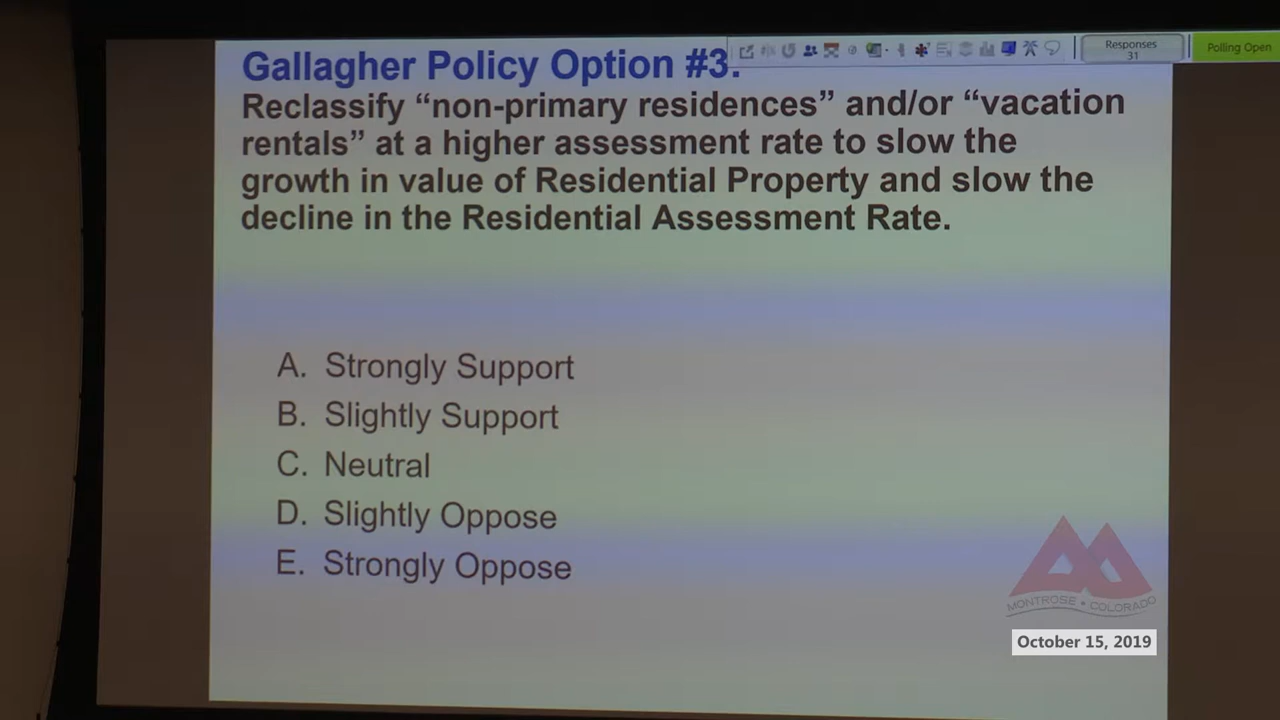 Gallagher Policy Option #3.
Responses
31
Polling Open
Reclassify “non-primary residences” and/or “vacation
rentals” at a higher assessment rate to slow the
growth in value of Residential Property and slow the
decline in the Residential Assessment Rate.
A. Strongly Support
B. Slightly Support
C. Neutral
D. Slightly Oppose
E. Strongly Oppose
MONTROSE • COLORADO
October 15, 2019